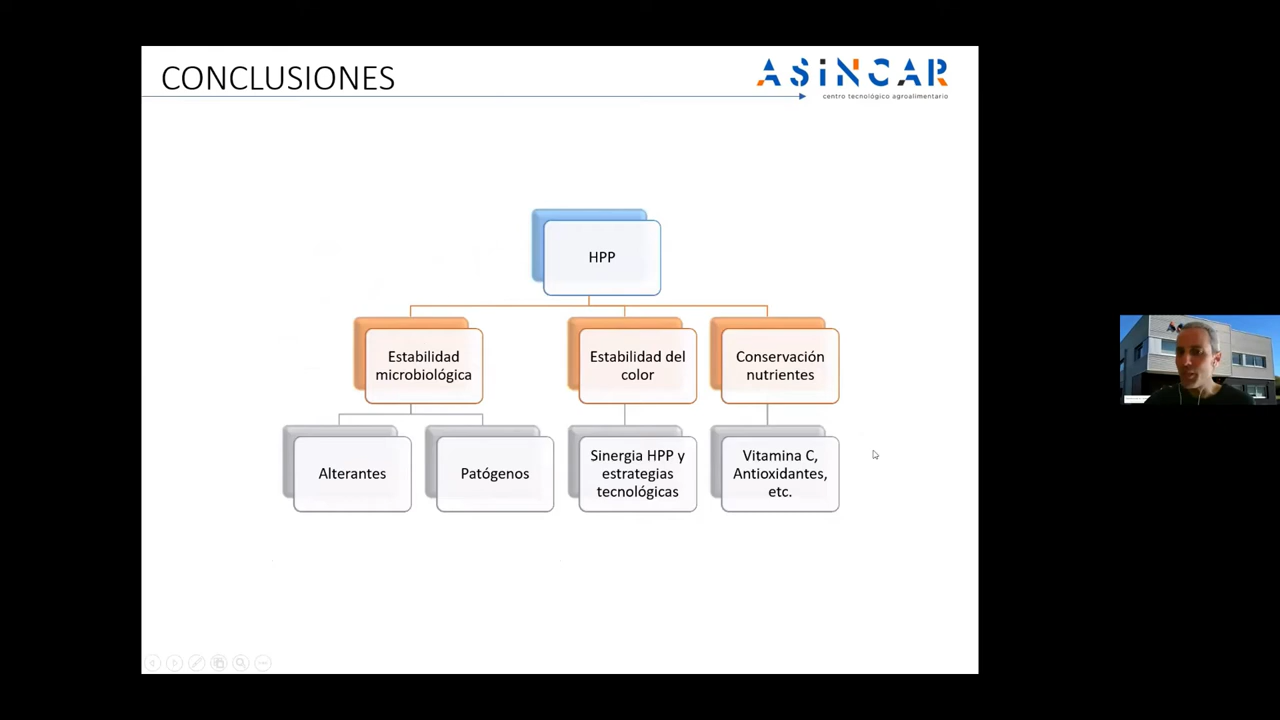 CONCLUSIONES
ASINCAR
centro tecnológico agroalimentario
HPP
Estabilidad
microbiológica
Estabilidad del
color
Conservación
nutrientes
Alterantes
Patógenos
Sinergia HPP y
estrategias
tecnológicas
Vitamina C,
Antioxidantes,
etc.